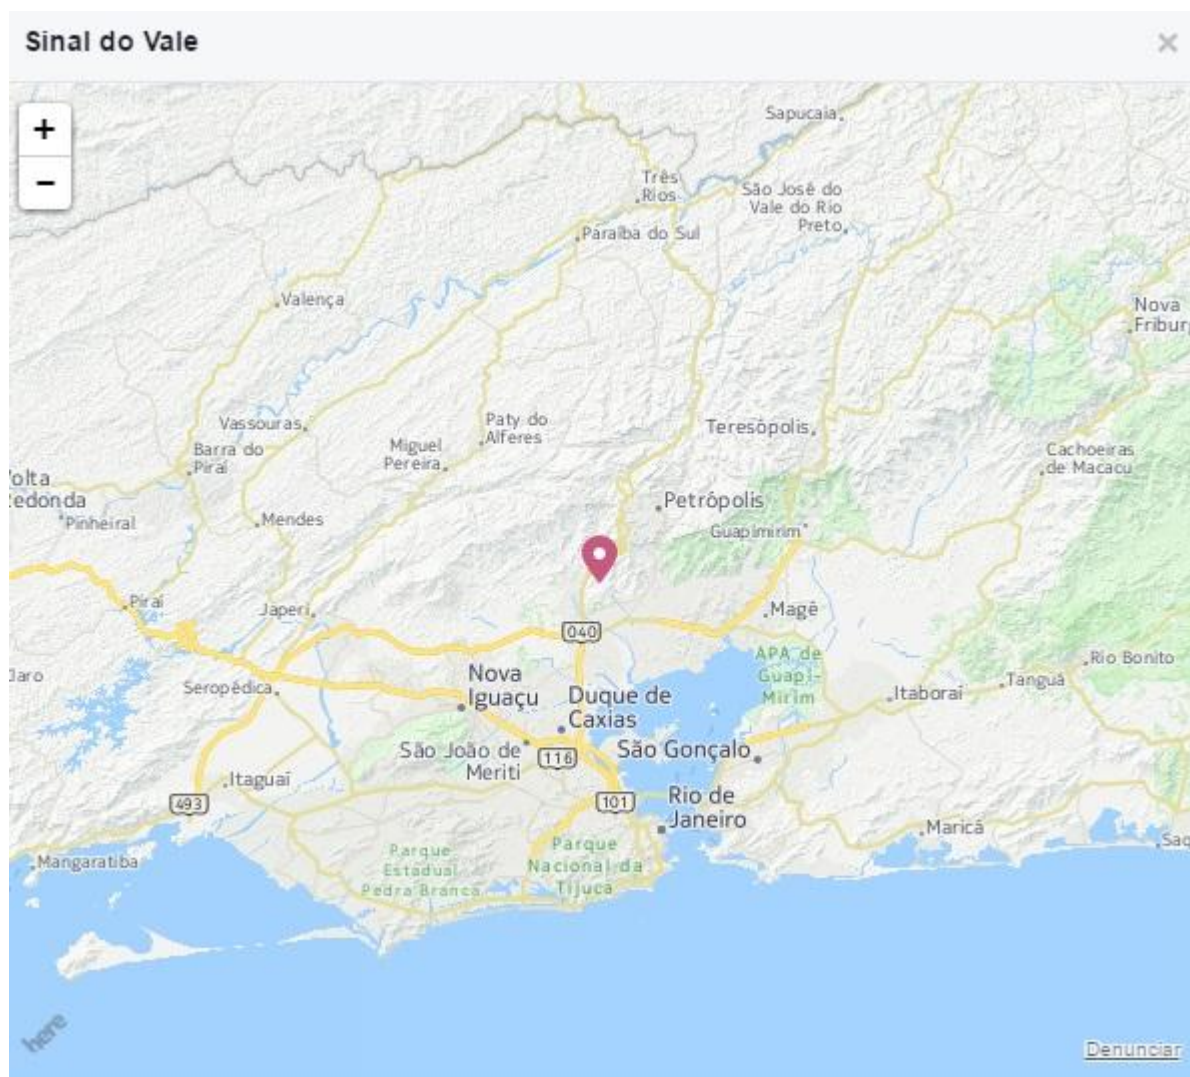 Sinal do Vale
×
+
−
Sapucaia
Três
Rios
São José do
Vale do Rio
Preto
Paraíba do Sul
Valença
Nova
Fribur
Vassouras
Paty do
Alferes
Teresópolis
Barra do
Piraí
Miguel
Pereira
Cachoeiras
de Macacu
olta
edonda
Pinheiral
Mendes
Petrópolis
Guapimirim
Piraí
Japeri
Magé
040
APA de
Guapi-
Mirim
Rio Bonito
laro
Seropédica
Nova
Iguaçu
Duque de
Caxias
Itaboraí
Tanguá
São João de
Meriti
116
São Gonçalo
Itaguaí
493
101
Rio de
Janeiro
Maricá
Saq
Mangaratiba
Parque
Estadual
Pedra Branca
Parque
Nacional da
Tijuca
here
Denunciar